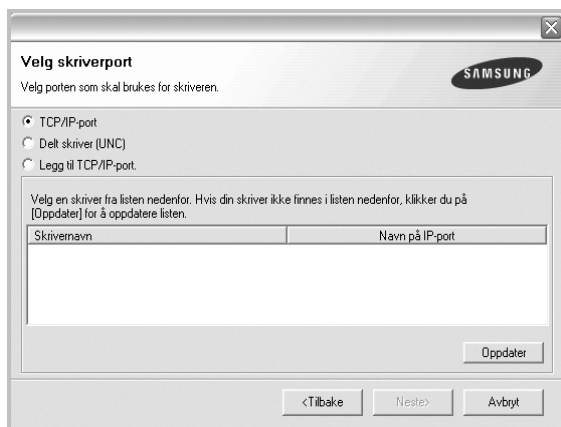 Velg skriverport
Velg porten som skal brukes for skriveren.
SAMSUNG
TCP/IP-port
Delt skriver (UNC)
Legg til TCP/IP-port.
Velg en skriver fra listen nedenfor. Hvis din skriver ikke finnes i listen nedenfor, klikker du på
[Oppdater] for å oppdatere listen.
Skrivernavn Navn på IP-port
Oppdater
<Tilbake Neste> Avbryt